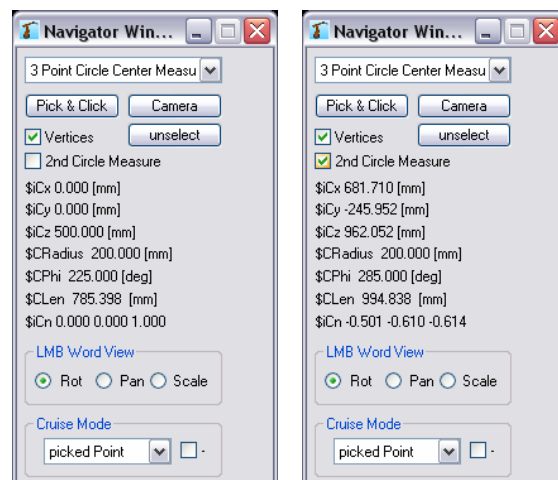 Navigator Win...
3 Point Circle Center Measu
Pick & Click Camera
Vertices unselect
2nd Circle Measure
$iCx 0.000 [mm]
$iCy 0.000 [mm]
$iCz 500.000 [mm]
$CRadius 200.000 [mm]
$CPhi 225.000 [deg]
$CLen 785.398 [mm]
$iCn 0.000 0.000 1.000
LMB Word View
Rot Pan Scale
Cruise Mode
picked Point -
Navigator Win...
3 Point Circle Center Measu
Pick & Click Camera
Vertices unselect
2nd Circle Measure
$iCx 681.710 [mm]
$iCy -245.952 [mm]
$iCz 962.052 [mm]
$CRadius 200.000 [mm]
$CPhi 285.000 [deg]
$CLen 994.838 [mm]
$iCn -0.501 -0.610 -0.614
LMB Word View
Rot Pan Scale
Cruise Mode
picked Point -